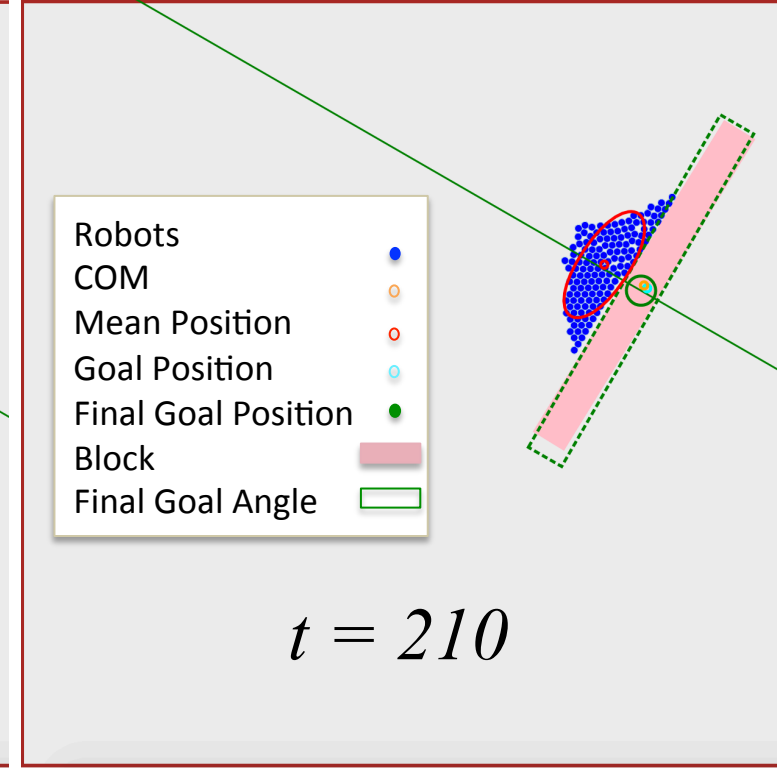 Robots
COM
Mean Position
Goal Position
Final Goal Position
Block
Final Goal Angle
t = 210